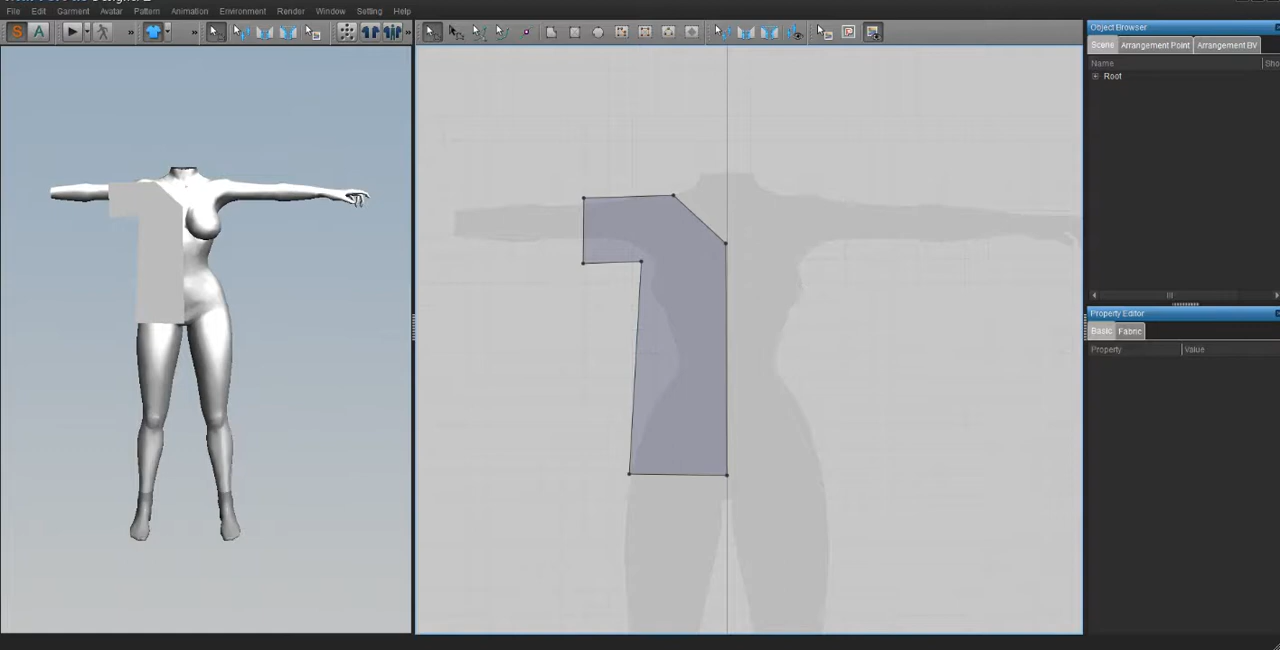 File Edit Garment Avatar Pattern Animation Environment Render Window Setting Help
S A
Object Browser
Scene Arrangement Point Arrangement BV
Name Sho
Root
Property Editor
Basic Fabric
Property Value